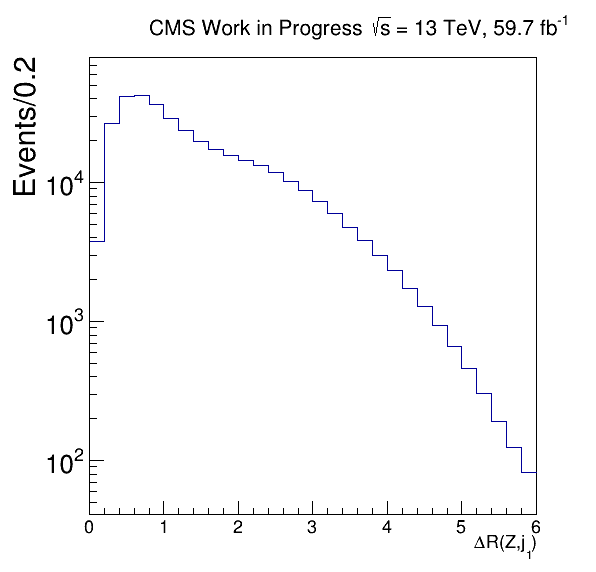 CMS Work in Progress √s = 13 TeV, 59.7 fb⁻¹
Events/0.2
10⁴
10³
10²
0 1 2 3 4 5 6
ΔR(Z,j₁)